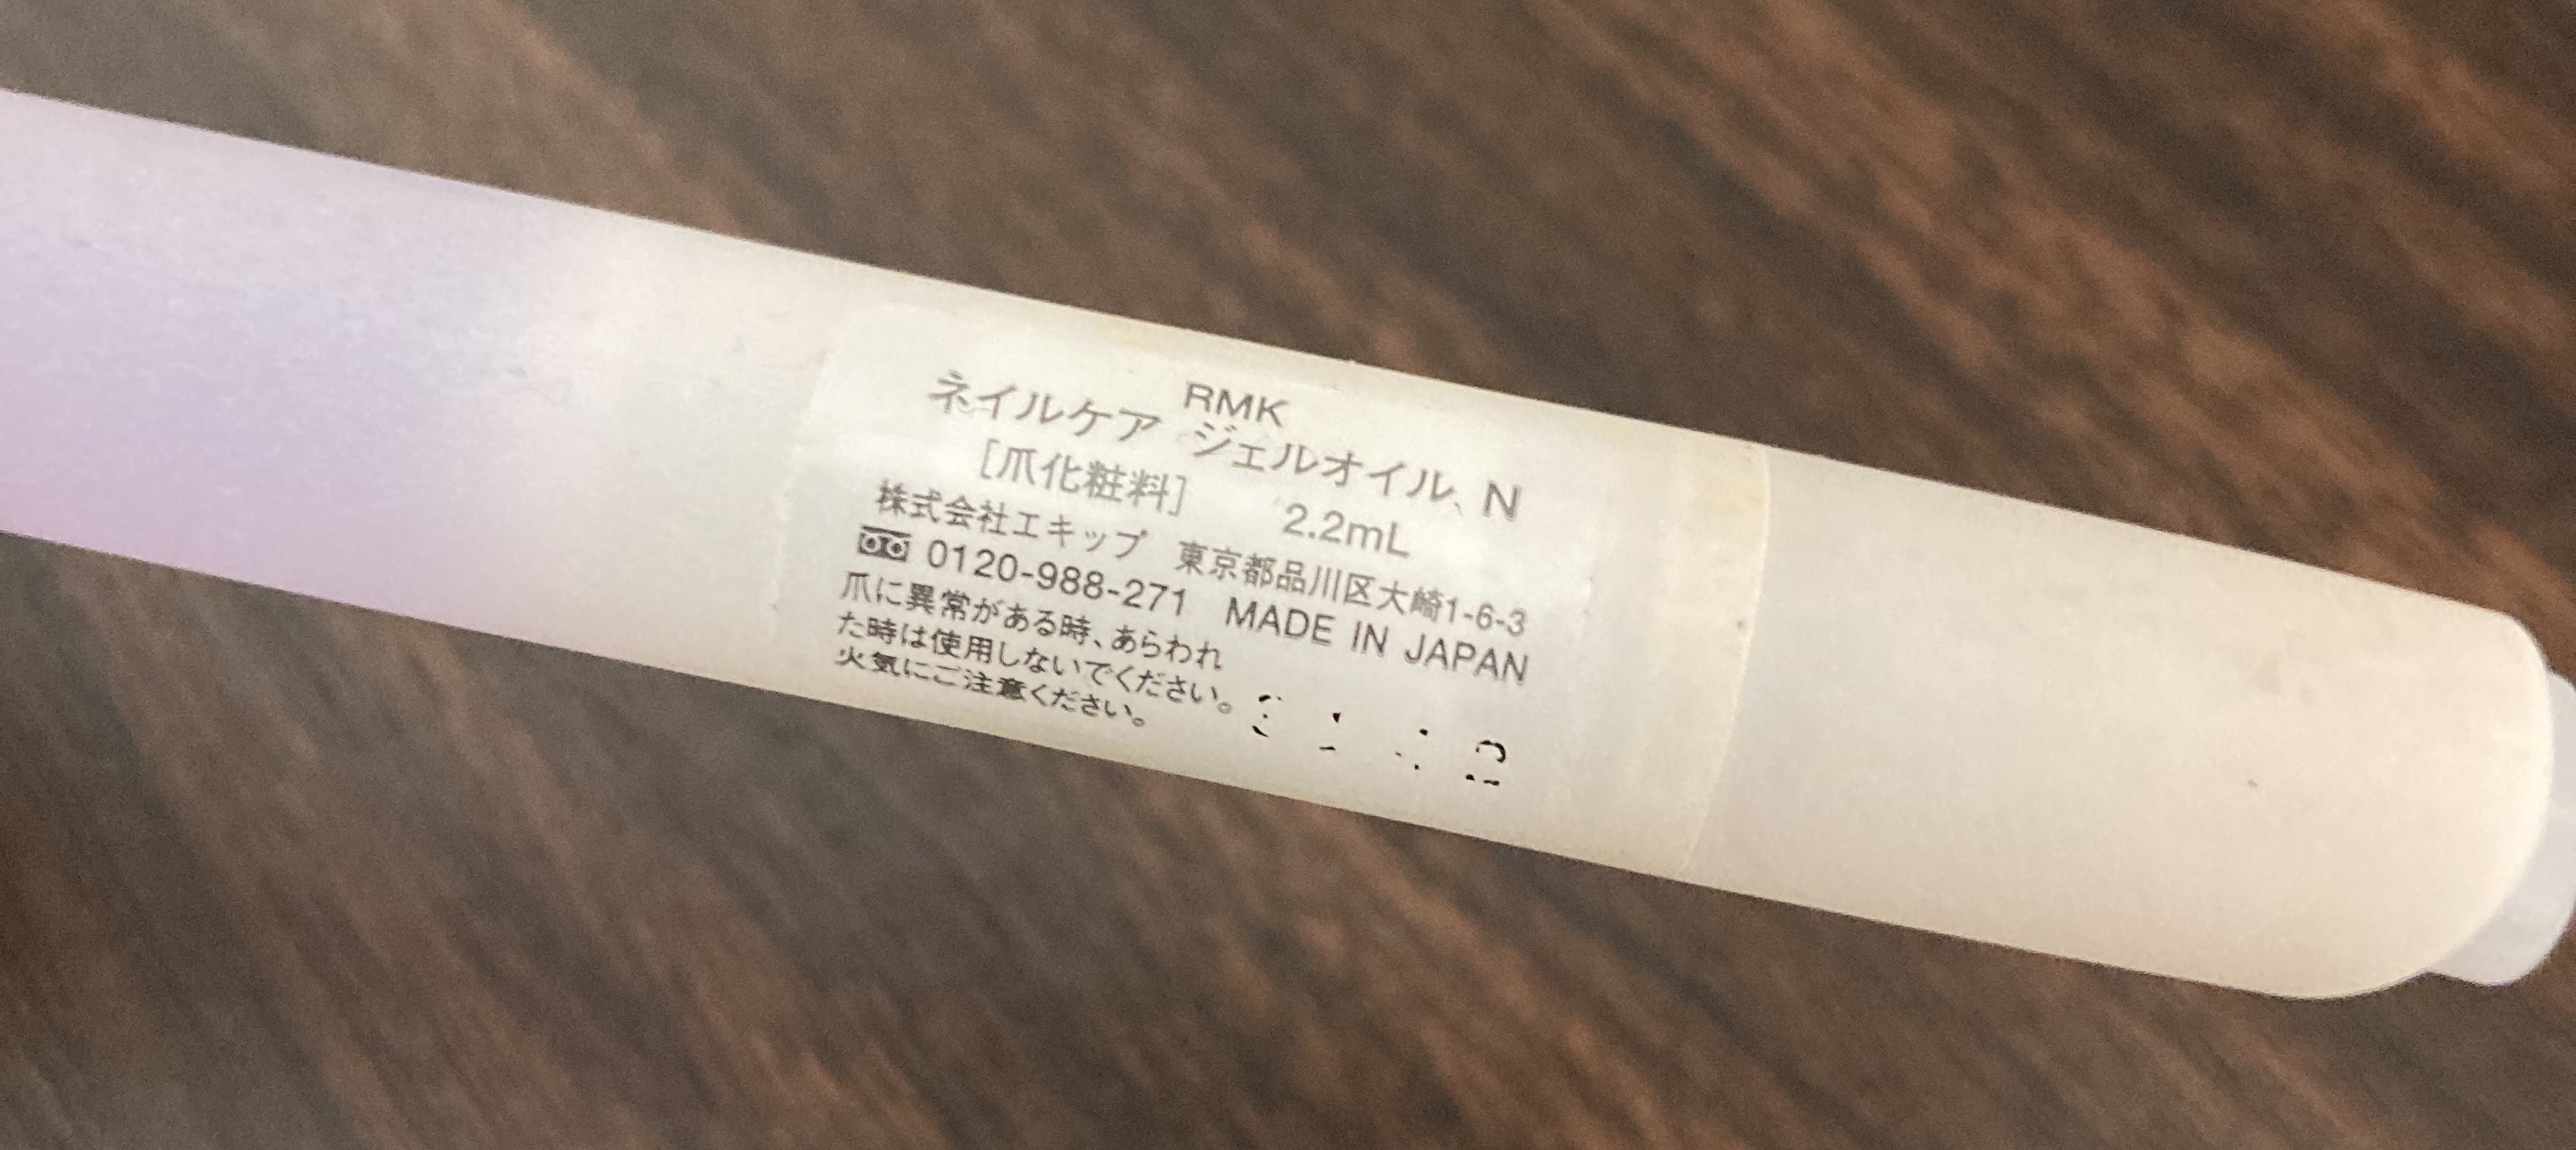 RMK
ネイルケア ジェルオイル N
[爪化粧料] 2.2mL
株式会社エキップ 東京都品川区大崎1-6-3
0120-988-271 MADE IN JAPAN
爪に異常がある時、あらわれ
た時は使用しないでください。
火気にご注意ください。